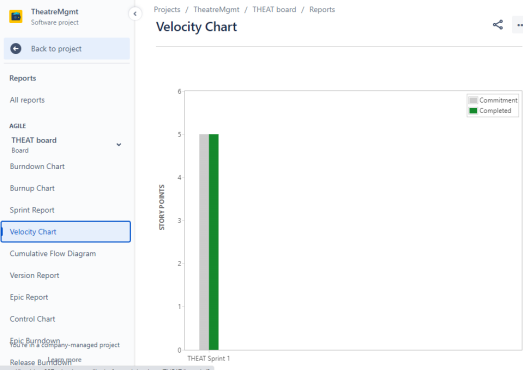 TheatreMgmt
Software project
Back to project
Reports
All reports
AGILE
THEAT board
Board
Burndown Chart
Burnup Chart
Sprint Report
Velocity Chart
Cumulative Flow Diagram
Version Report
Epic Report
Control Chart
Epic Burndown
You're in a company-managed project
Learn more
Release Burndown
Projects / TheatreMgmt / THEAT board / Reports
Velocity Chart
6
5
4
3
2
1
0
STORY POINTS
Commitment
Completed
THEAT Sprint 1